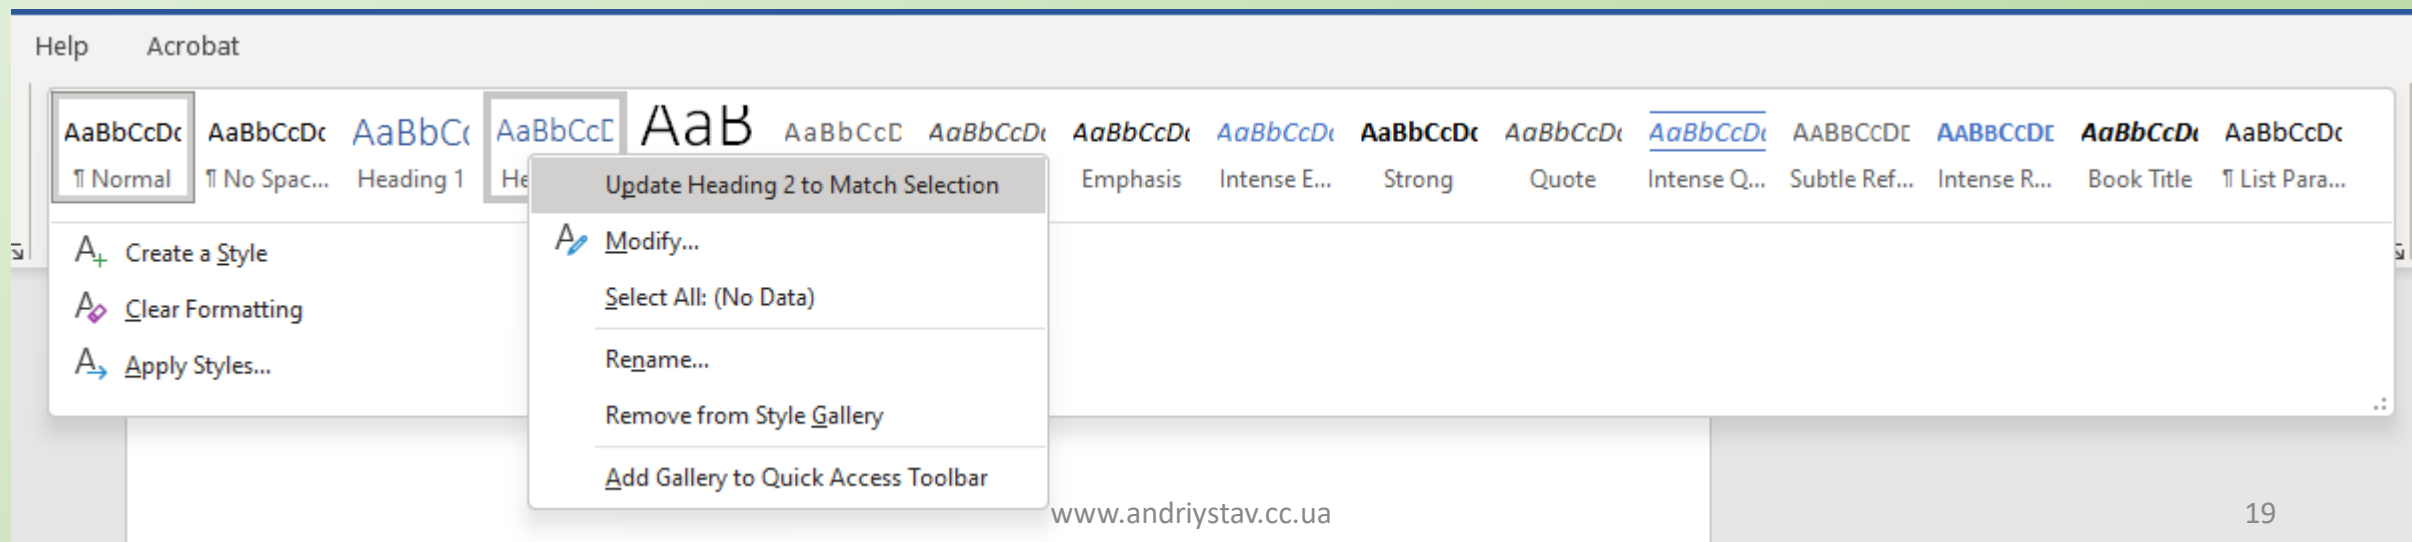 Help Acrobat
AaBbCcDc AaBbCcDc AaBbCc AaBbCcD AaB AaBbCcD AaBbCcDc AaBbCcDc AaBbCcDc AaBbCcDc AaBbCcDc AaBbCcDc AaBbCcDd AaBbCcDd AaBbCcDc AaBbCcDc
¶ Normal ¶ No Spac... Heading 1 He Emphasis Intense E... Strong Quote Intense Q... Subtle Ref... Intense R... Book Title ¶ List Para...
Update Heading 2 to Match Selection
Modify...
Select All: (No Data)
Rename...
Remove from Style Gallery
Add Gallery to Quick Access Toolbar
Create a Style
Clear Formatting
Apply Styles...
www.andriystav.cc.ua
19